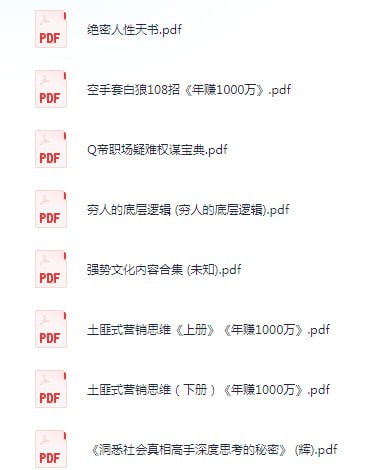 PDF
绝密人性天书.pdf
PDF
空手套白狼108招《年赚1000万》.pdf
PDF
Q帝职场疑难权谋宝典.pdf
PDF
穷人的底层逻辑 (穷人的底层逻辑).pdf
PDF
强势文化内容合集 (未知).pdf
PDF
土匪式营销思维《上册》《年赚1000万》.pdf
PDF
土匪式营销思维（下册）《年赚1000万》.pdf
PDF
《洞悉社会真相高手深度思考的秘密》 (辉).pdf